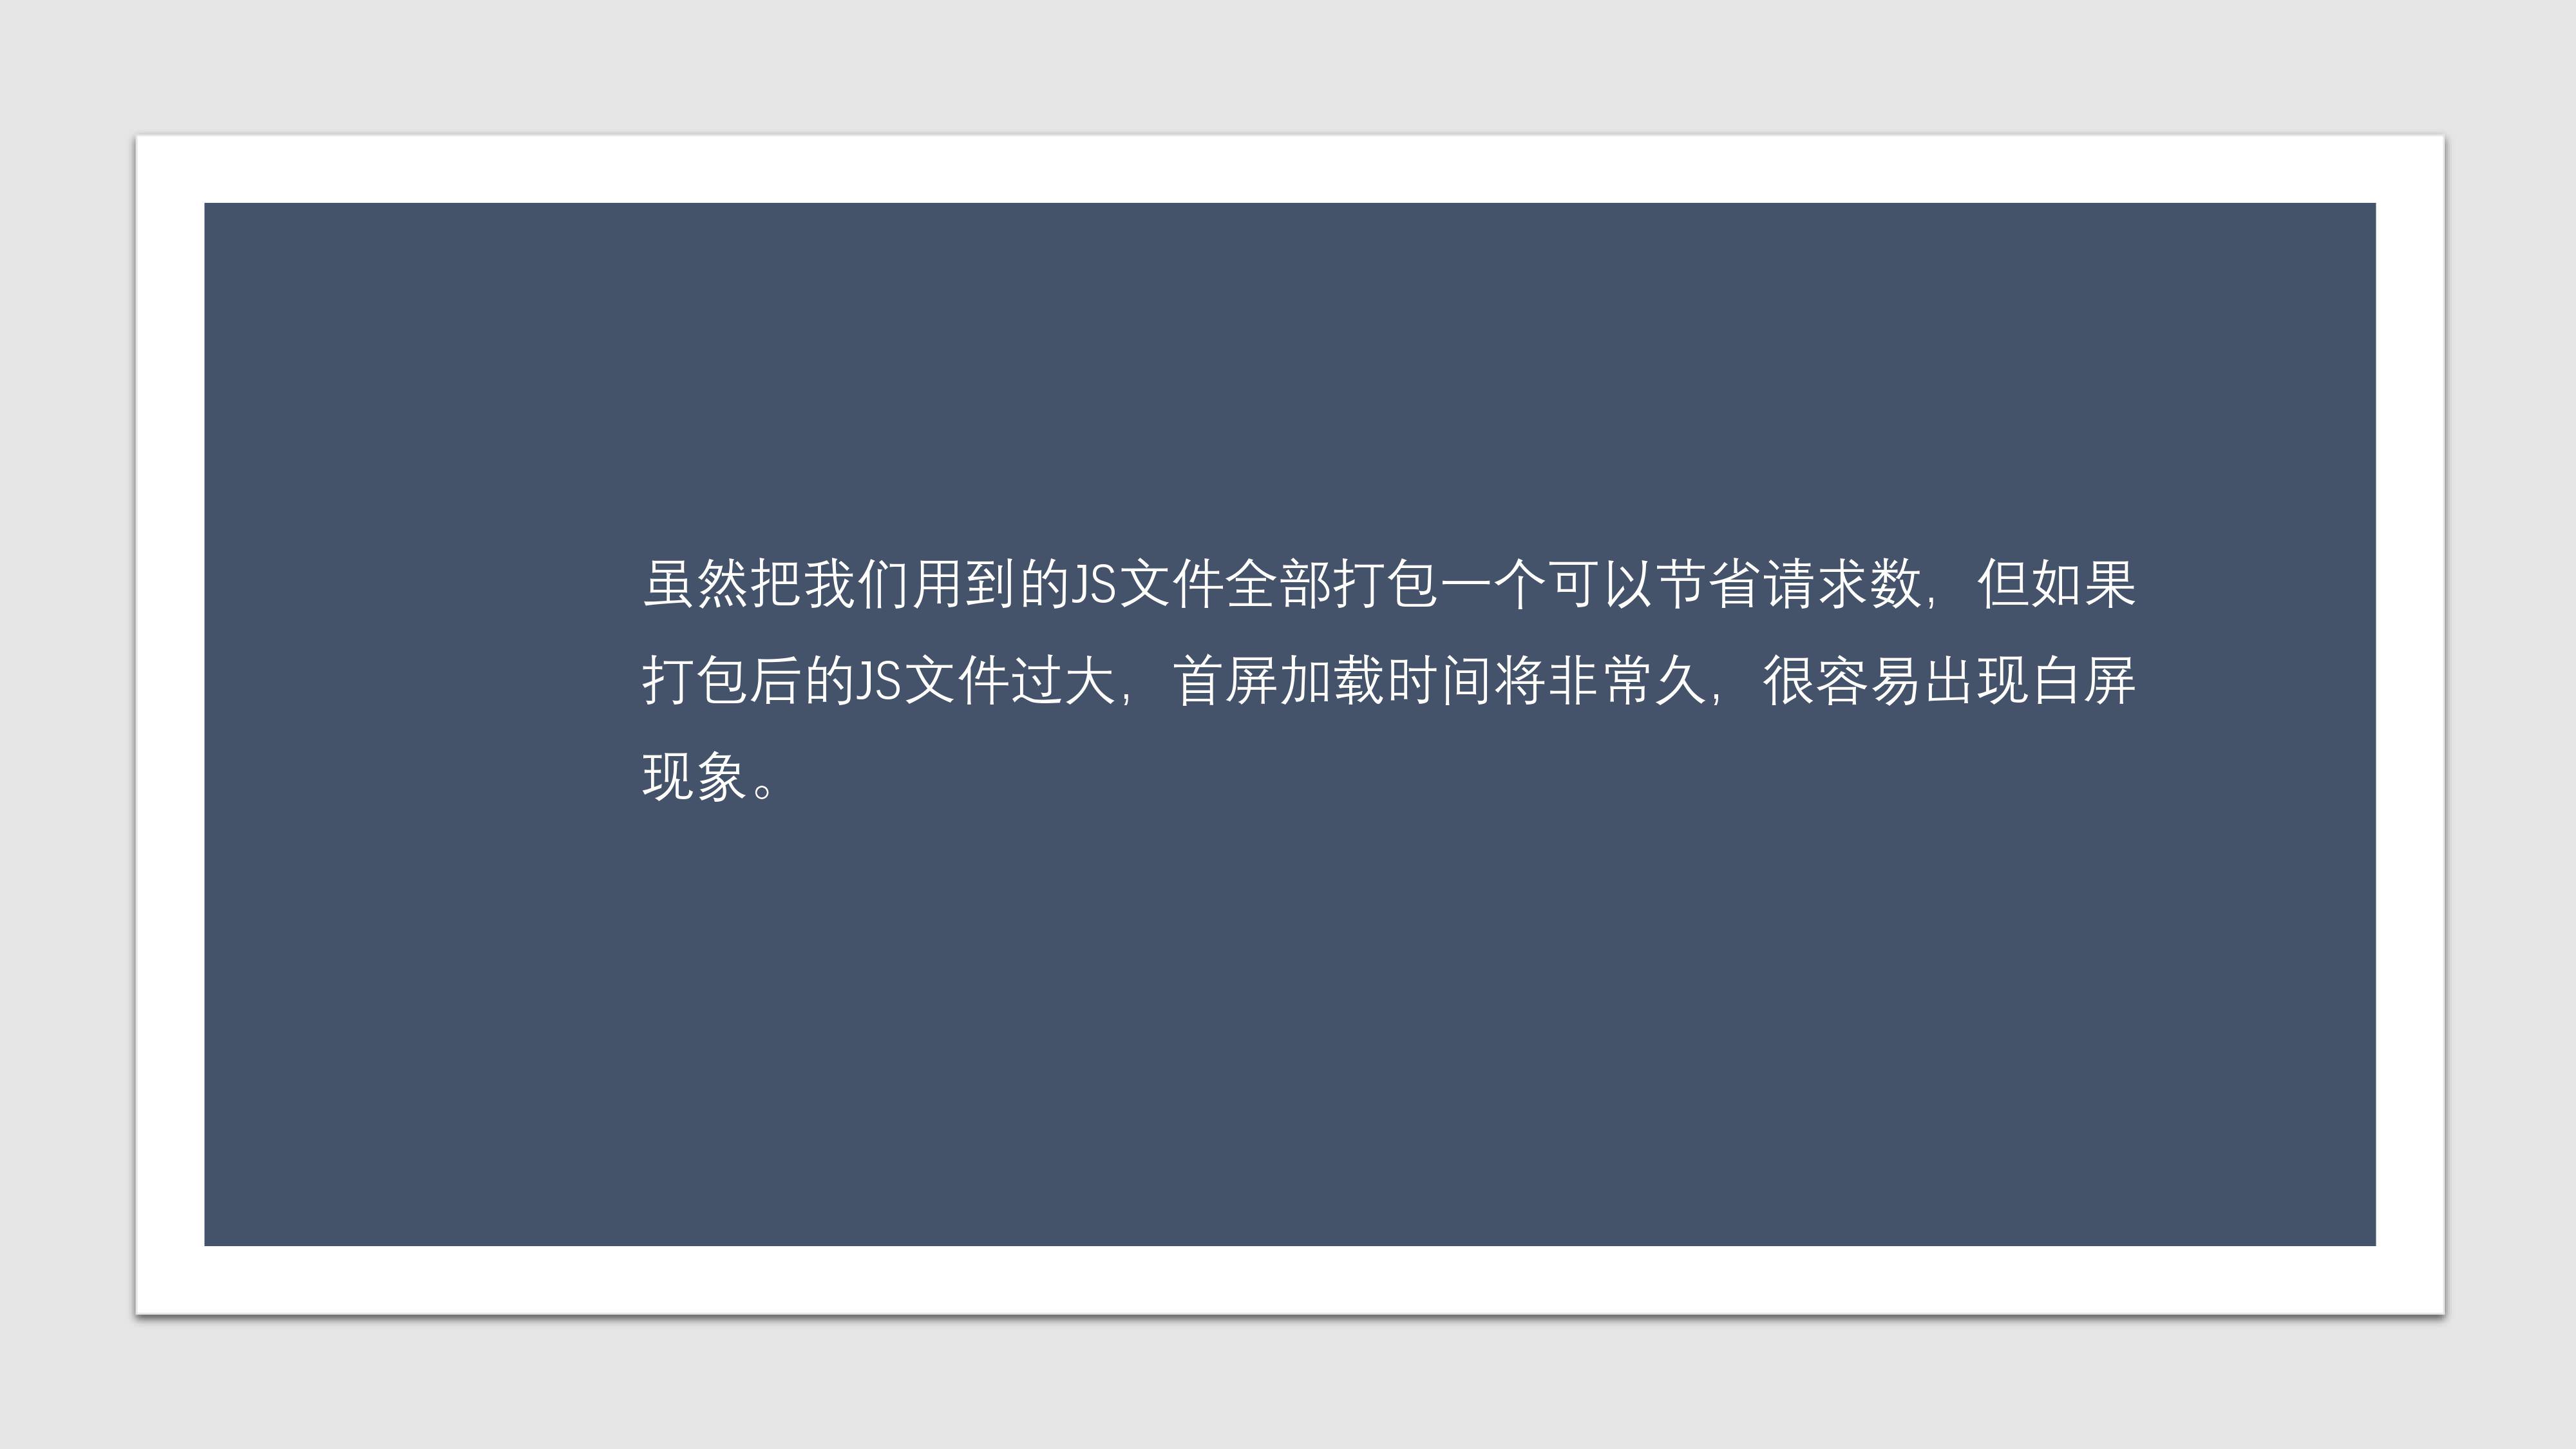 虽然把我们用到的JS文件全部打包一个可以节省请求数，但如果
打包后的JS文件过大，首屏加载时间将非常久，很容易出现白屏
现象。